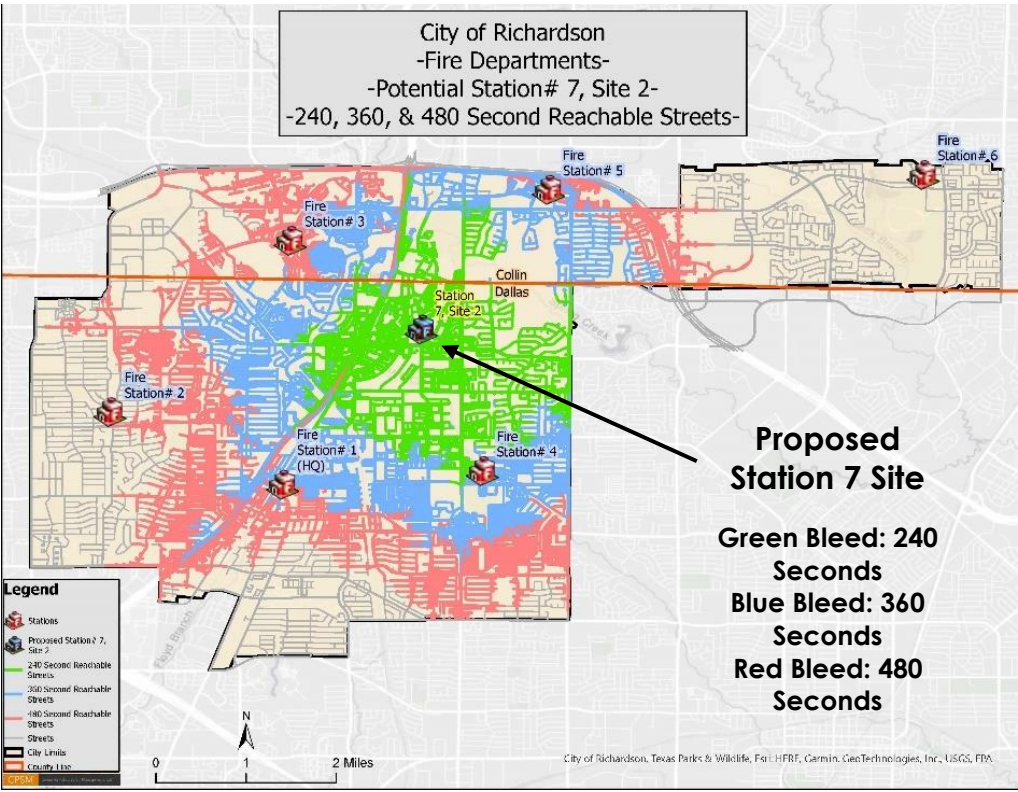 City of Richardson
-Fire Departments-
-Potential Station# 7, Site 2-
-240, 360, & 480 Second Reachable Streets-
Fire
Station# 6
Fire
Station# 5
Fire
Station# 3
Collin
Dallas
Station
7, Site 2
Fire
Station# 2
Fire
Station# 1
(HQ)
Fire
Station# 4
Proposed
Station 7 Site
Green Bleed: 240
Seconds
Blue Bleed: 360
Seconds
Red Bleed: 480
Seconds
Legend
Stations
Proposed Station# 7,
Site 2
240 Second Reachable
Streets
360 Second Reachable
Streets
480 Second Reachable
Streets
Streets
City Limits
County Line
CPSM
Floyd Branch
Creek
N
0 1 2 Miles
City of Richardson, Texas Parks & Wildlife, Esri, HERE, Garmin, GeoTechnologies, Inc., USGS, EPA